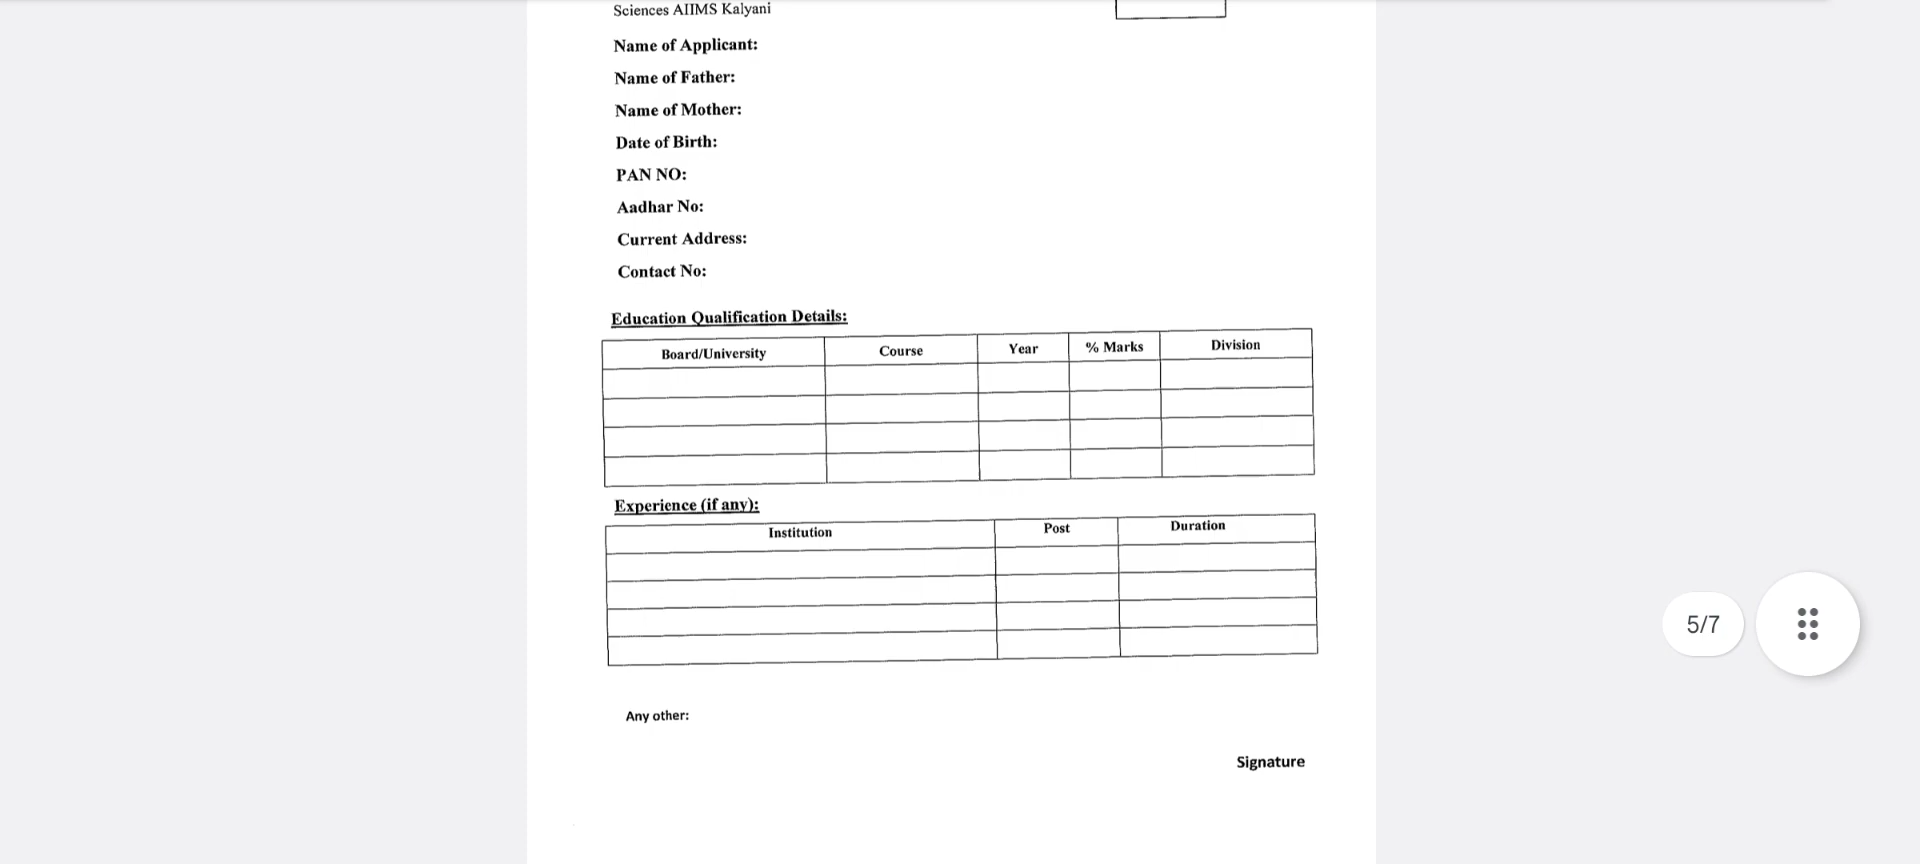 Sciences AIIMS Kalyani
Name of Applicant:
Name of Father:
Name of Mother:
Date of Birth:
PAN NO:
Aadhar No:
Current Address:
Contact No:
Education Qualification Details:
Board/University Course Year % Marks Division
Experience (if any):
Institution Post Duration
5/7
Any other:
Signature